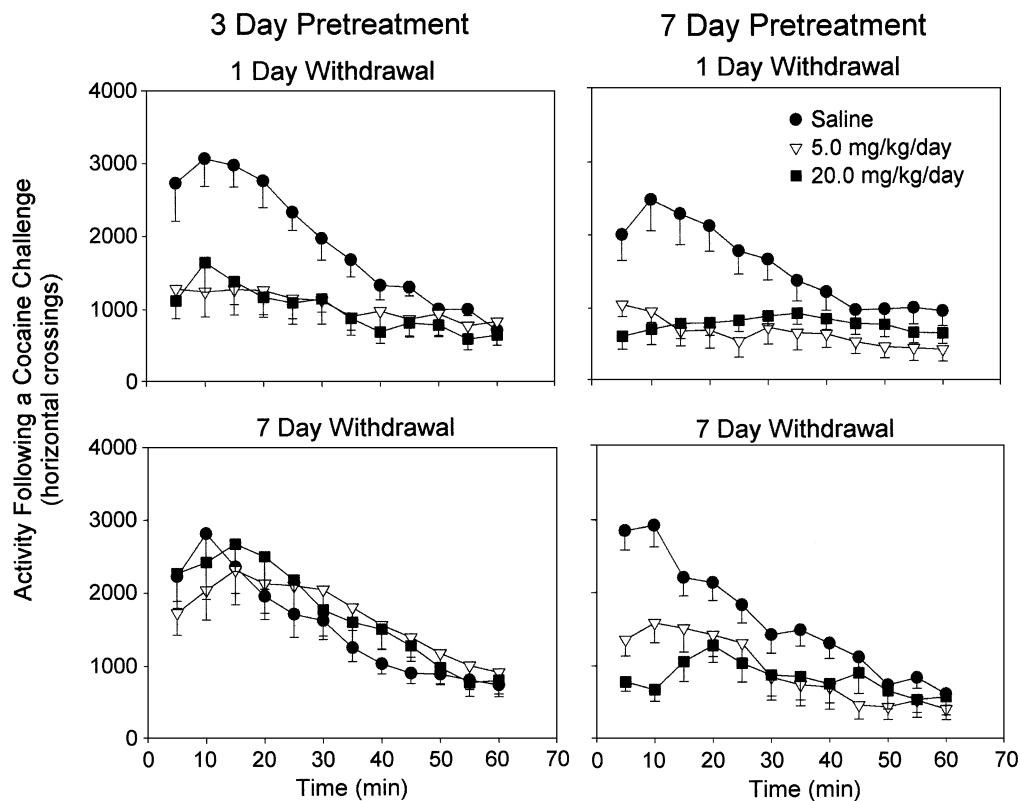 3 Day Pretreatment
7 Day Pretreatment
1 Day Withdrawal
1 Day Withdrawal
Saline
5.0 mg/kg/day
20.0 mg/kg/day
Activity Following a Cocaine Challenge
(horizontal crossings)
4000
3000
2000
1000
0
7 Day Withdrawal
7 Day Withdrawal
4000
3000
2000
1000
0
0 10 20 30 40 50 60
0 10 20 30 40 50 60 70
Time (min)
Time (min)